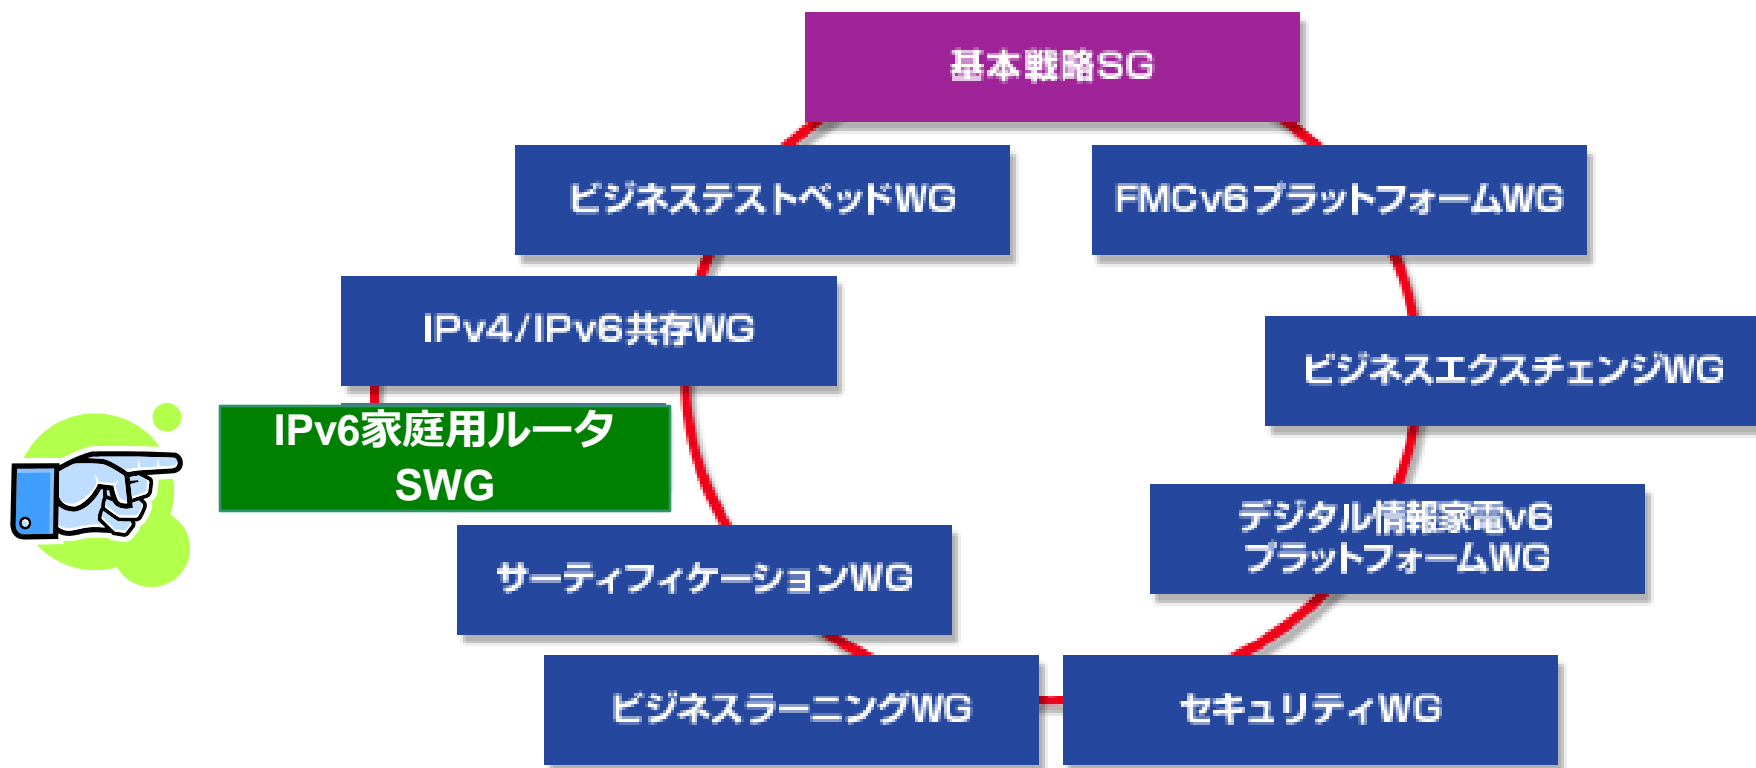 基本戦略SG
ビジネステストベッドWG
FMCv6プラットフォームWG
IPv4/IPv6共存WG
ビジネスエクスチェンジWG
IPv6家庭用ルータ
SWG
デジタル情報家電v6
プラットフォームWG
サーティフィケーションWG
ビジネスラーニングWG
セキュリティWG